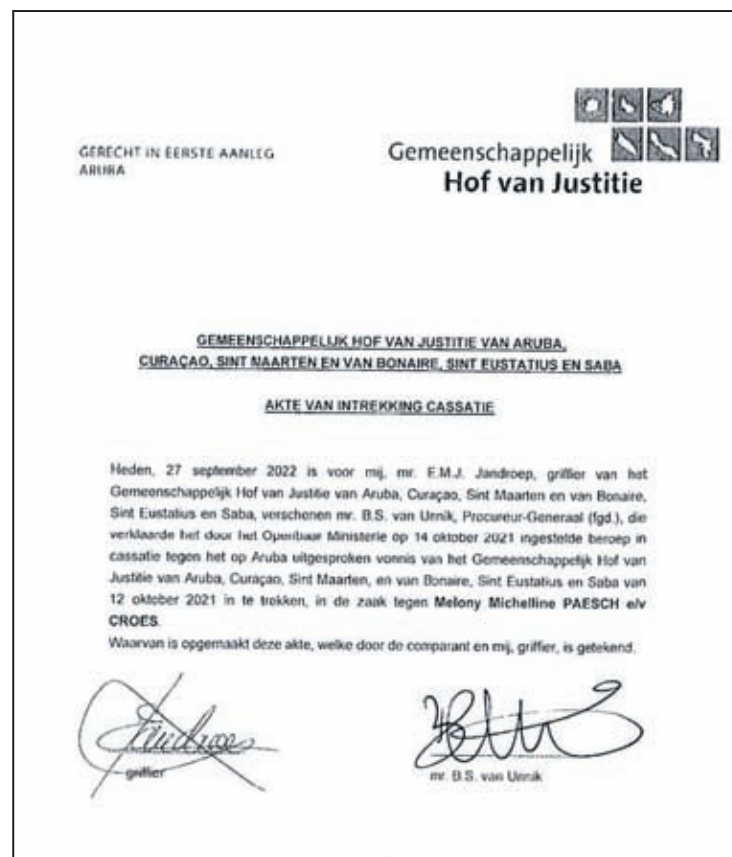 GERECHT IN EERSTE AANLEG
ARUBA
Gemeenschappelijk
Hof van Justitie
GEMEENSCHAPPELIJK HOF VAN JUSTITIE VAN ARUBA,
CURAÇAO, SINT MAARTEN EN VAN BONAIRE, SINT EUSTATIUS EN SABA
AKTE VAN INTREKKING CASSATIE
Heden, 27 september 2022 is voor mij, mr. E.M.J. Jandroep, griffier van het
Gemeenschappelijk Hof van Justitie van Aruba, Curaçao, Sint Maarten en van Bonaire,
Sint Eustatius en Saba, verschenen mr. B.S. van Unnik, Procureur-Generaal (fgd.), die
verklaarde het door het Openbaar Ministerie op 14 oktober 2021 ingestelde beroep in
cassatie tegen het op Aruba uitgesproken vonnis van het Gemeenschappelijk Hof van
Justitie van Aruba, Curaçao, Sint Maarten, en van Bonaire, Sint Eustatius en Saba van
12 oktober 2021 in te trekken, in de zaak tegen Melony Michelline PAESCH e/v
CROES.
Waarvan is opgemaakt deze akte, welke door de comparant en mij, griffier, is getekend.
griffier
mr. B.S. van Unnik